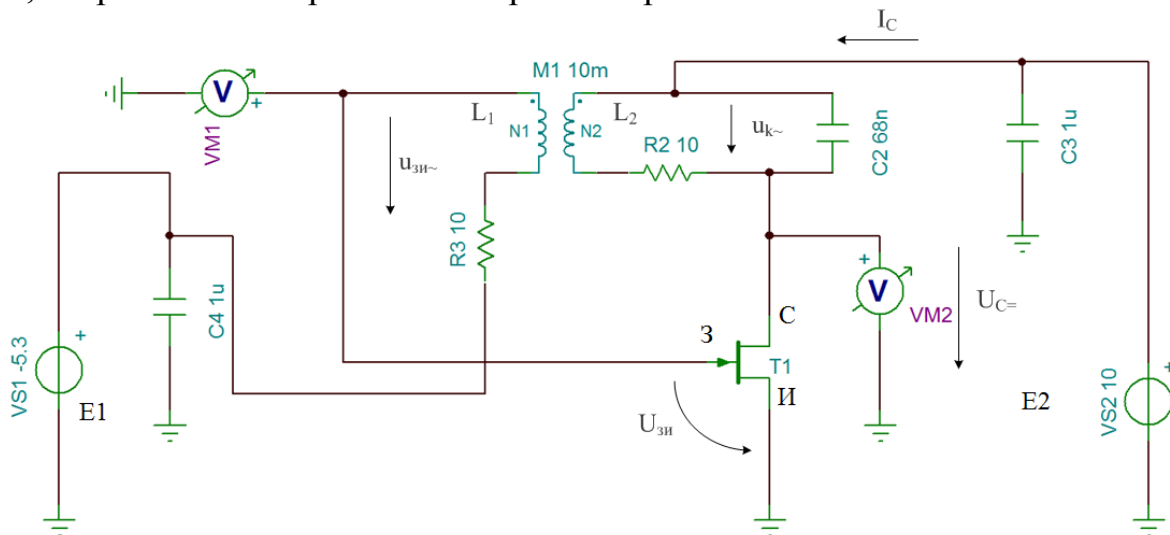 I_C
M1 10m
V
+
VM1
L₁
N1
N2
L₂
u_к~
C2 68n
C3 1u
u_зи~
R2 10
R3 10
+
V
VM2
U_C=
C4 1u
З
С
T1
И
+
VS1 -5.3
E1
U_зи
E2
+
VS2 10